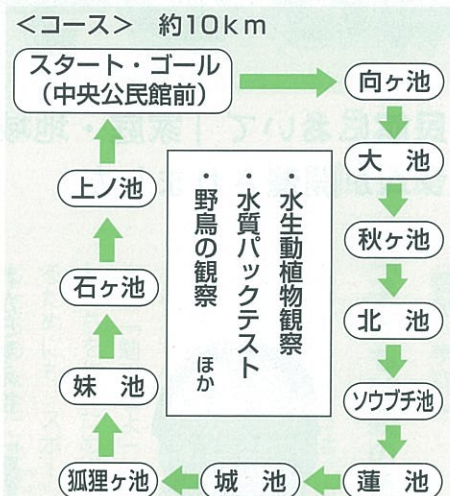 <コース> 約10km
スタート・ゴール
(中央公民館前)
向ヶ池
大 池
秋ヶ池
北 池
ソウブチ池
蓮 池
城 池
狐狸ヶ池
妹 池
石ヶ池
上ノ池
・水生動植物観察
・水質パックテスト
・野鳥の観察 ほか